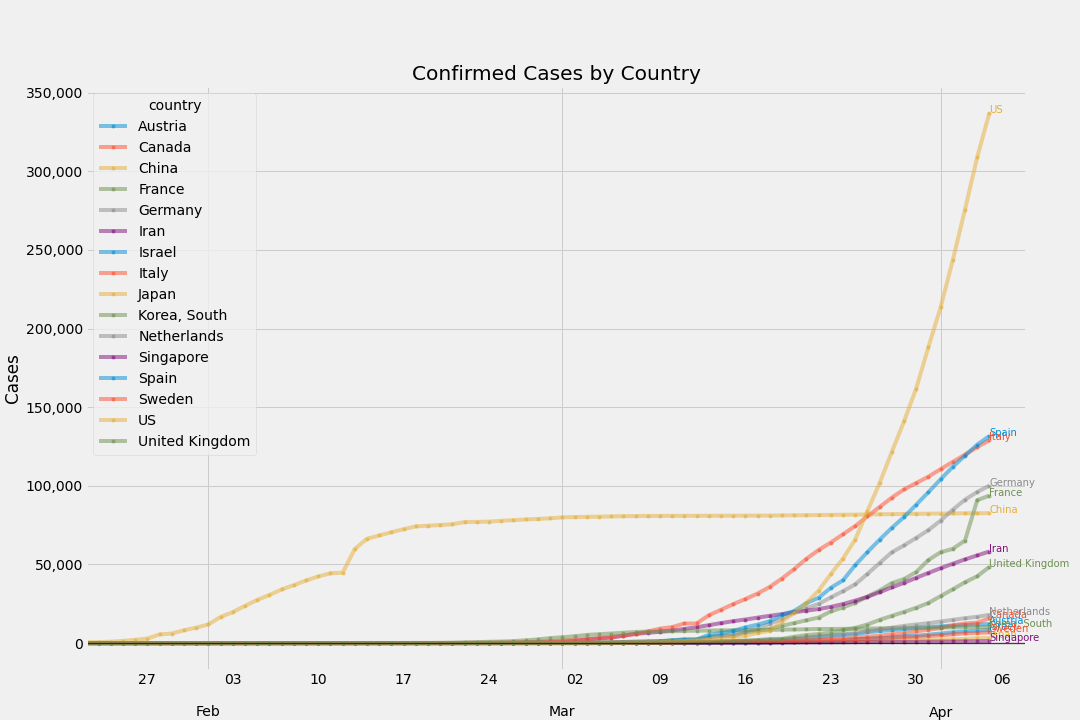 Confirmed Cases by Country
350,000
300,000
250,000
200,000
150,000
100,000
50,000
0
Cases
country
Austria
Canada
China
France
Germany
Iran
Israel
Italy
Japan
Korea, South
Netherlands
Singapore
Spain
Sweden
US
United Kingdom
US
Spain
Italy
Germany
France
China
Iran
United Kingdom
Netherlands
Canada
Austria
South
Sweden
Singapore
27 03 10 17 24 02 09 16 23 30 06
Feb Mar Apr